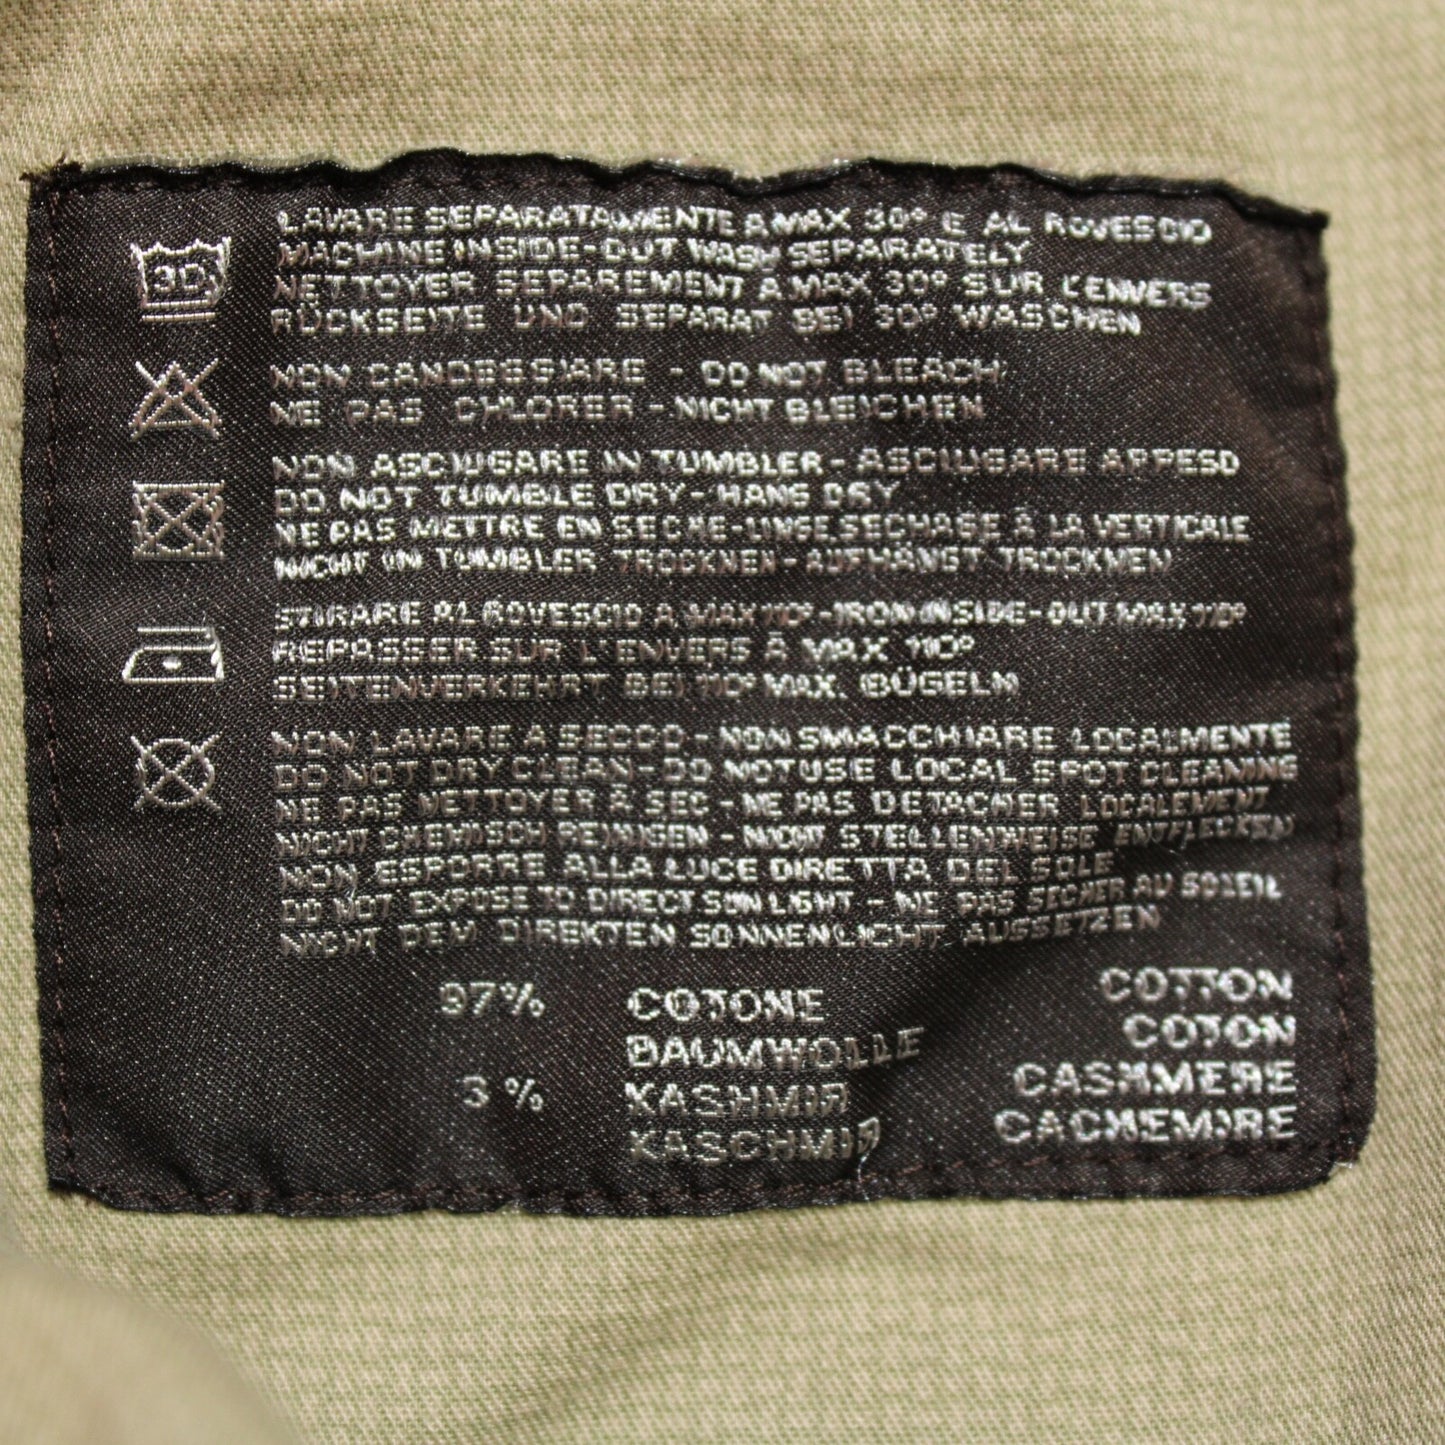 30
LAVARE SEPARATAMENTE A MAX 30° E AL ROVESCIO
MACHINE INSIDE-OUT WASH SEPARATELY
NETTOYER SEPAREMENT A MAX 30° SUR L'ENVERS
RÜCKSEITE UND SEPARAT BEI 30° WASCHEN
NON CANDEGGIARE - DO NOT BLEACH
NE PAS CHLORER - NICHT BLEICHEN
NON ASCIUGARE IN TUMBLER - ASCIUGARE APPESO
DO NOT TUMBLE DRY - HANG DRY
NE PAS METTRE EN SECHE-LINGE SECHAGE À LA VERTICALE
NICHT IN TUMBLER TROCKNEN - AUFHÄNGT TROCKNEN
STIRARE AL ROVESCIO A MAX 110° - IRON INSIDE-OUT MAX 110°
REPASSER SUR L'ENVERS À MAX 110°
SEITENVERKEHRT BEI 110° MAX. BÜGELN
NON LAVARE A SECCO - NON SMACCHIARE LOCALMENTE
DO NOT DRY CLEAN - DO NOT USE LOCAL SPOT CLEANING
NE PAS NETTOYER À SEC - NE PAS DETACHER LOCALEMENT
NICHT CHEMISCH REINIGEN - NICHT STELLENWEISE ENTFLECKEN
NON ESPORRE ALLA LUCE DIRETTA DEL SOLE
DO NOT EXPOSE TO DIRECT SON LIGHT - NE PAS SECHER AU SOLEIL
NICHT DEM DIREKTEN SONNENLICHT AUSSETZEN
97% COTONE COTTON
BAUMWOLLE COTON
3% KASHMIR CASHMERE
KASCHMIR CACHEMIRE